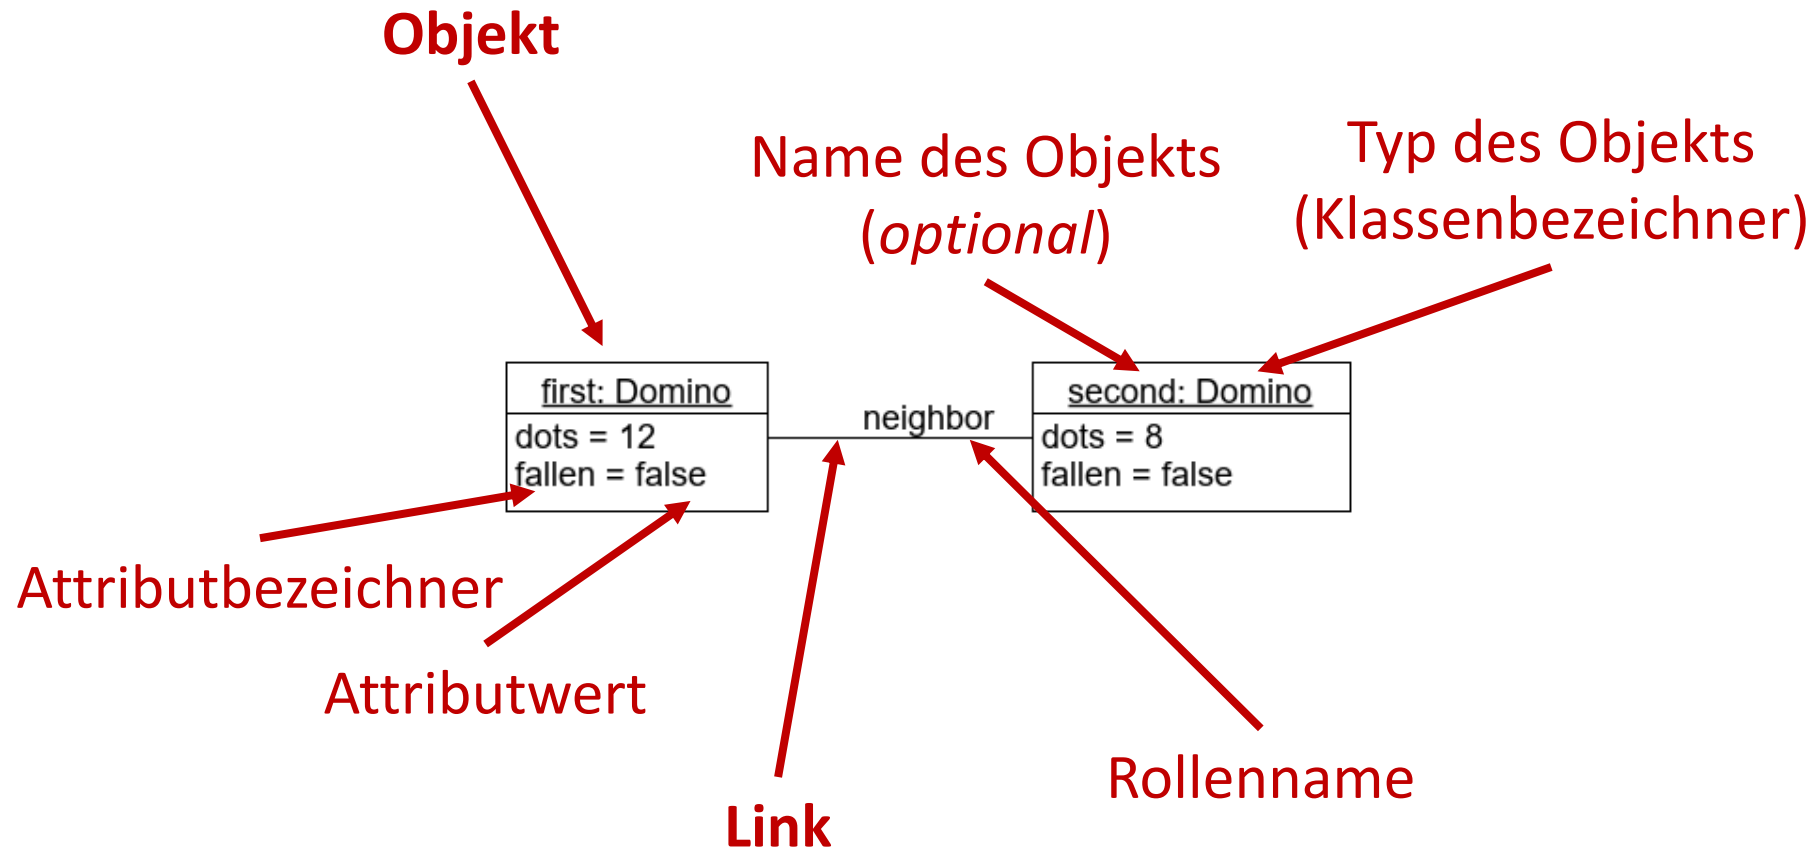 Objekt
Name des Objekts
(optional)
Typ des Objekts
(Klassenbezeichner)
first: Domino
dots = 12
fallen = false
neighbor
second: Domino
dots = 8
fallen = false
Attributbezeichner
Attributwert
Link
Rollenname